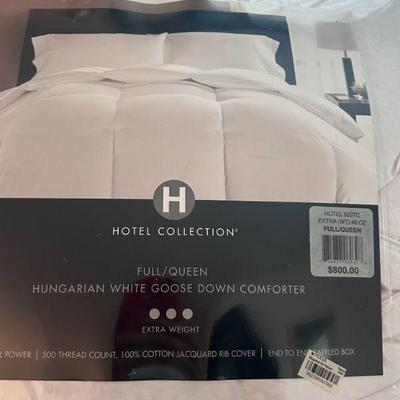 H
HOTEL COLLECTION®
HOTEL 500TC
EXTRA (WT) 45 OZ
FULL/QUEEN
$800.00
FULL/QUEEN
HUNGARIAN WHITE GOOSE DOWN COMFORTER
EXTRA WEIGHT
POWER | 500 THREAD COUNT, 100% COTTON JACQUARD RIB COVER | END TO END BAFFLED BOX